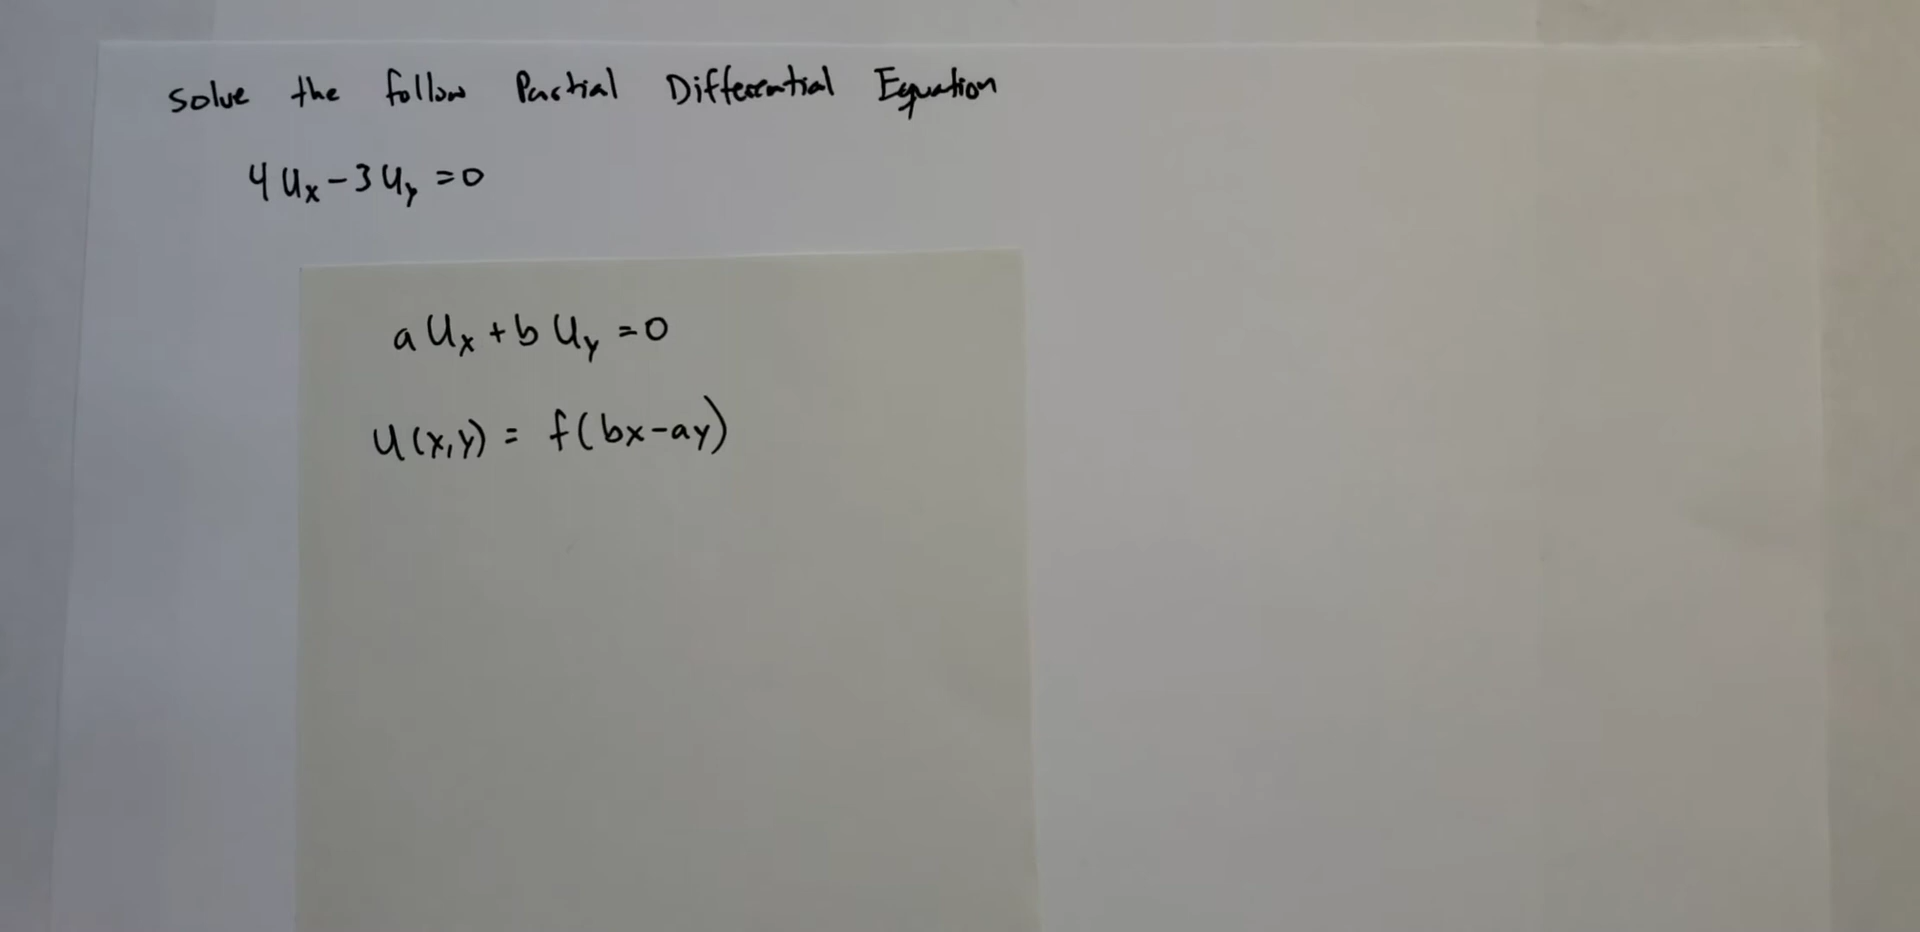 Solve the follow Partial Differential Equation
4 Ux - 3 Uy = 0
a Ux + b Uy = 0
U(x,y) = f(bx-ay)